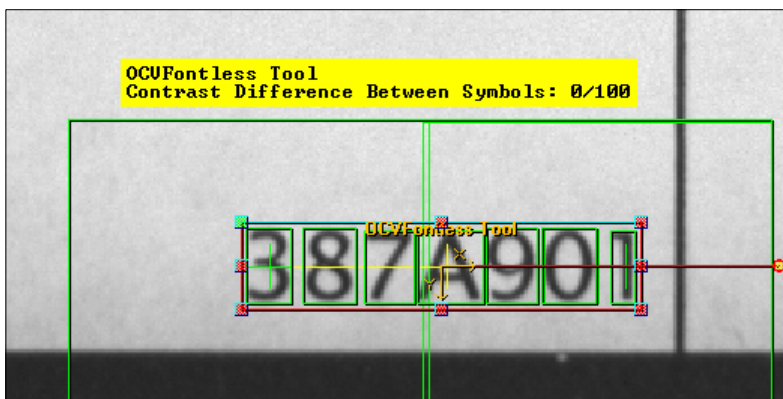 OCVFontless Tool
Contrast Difference Between Symbols: 0/100
OCVFontless Tool
387A901
X
Y